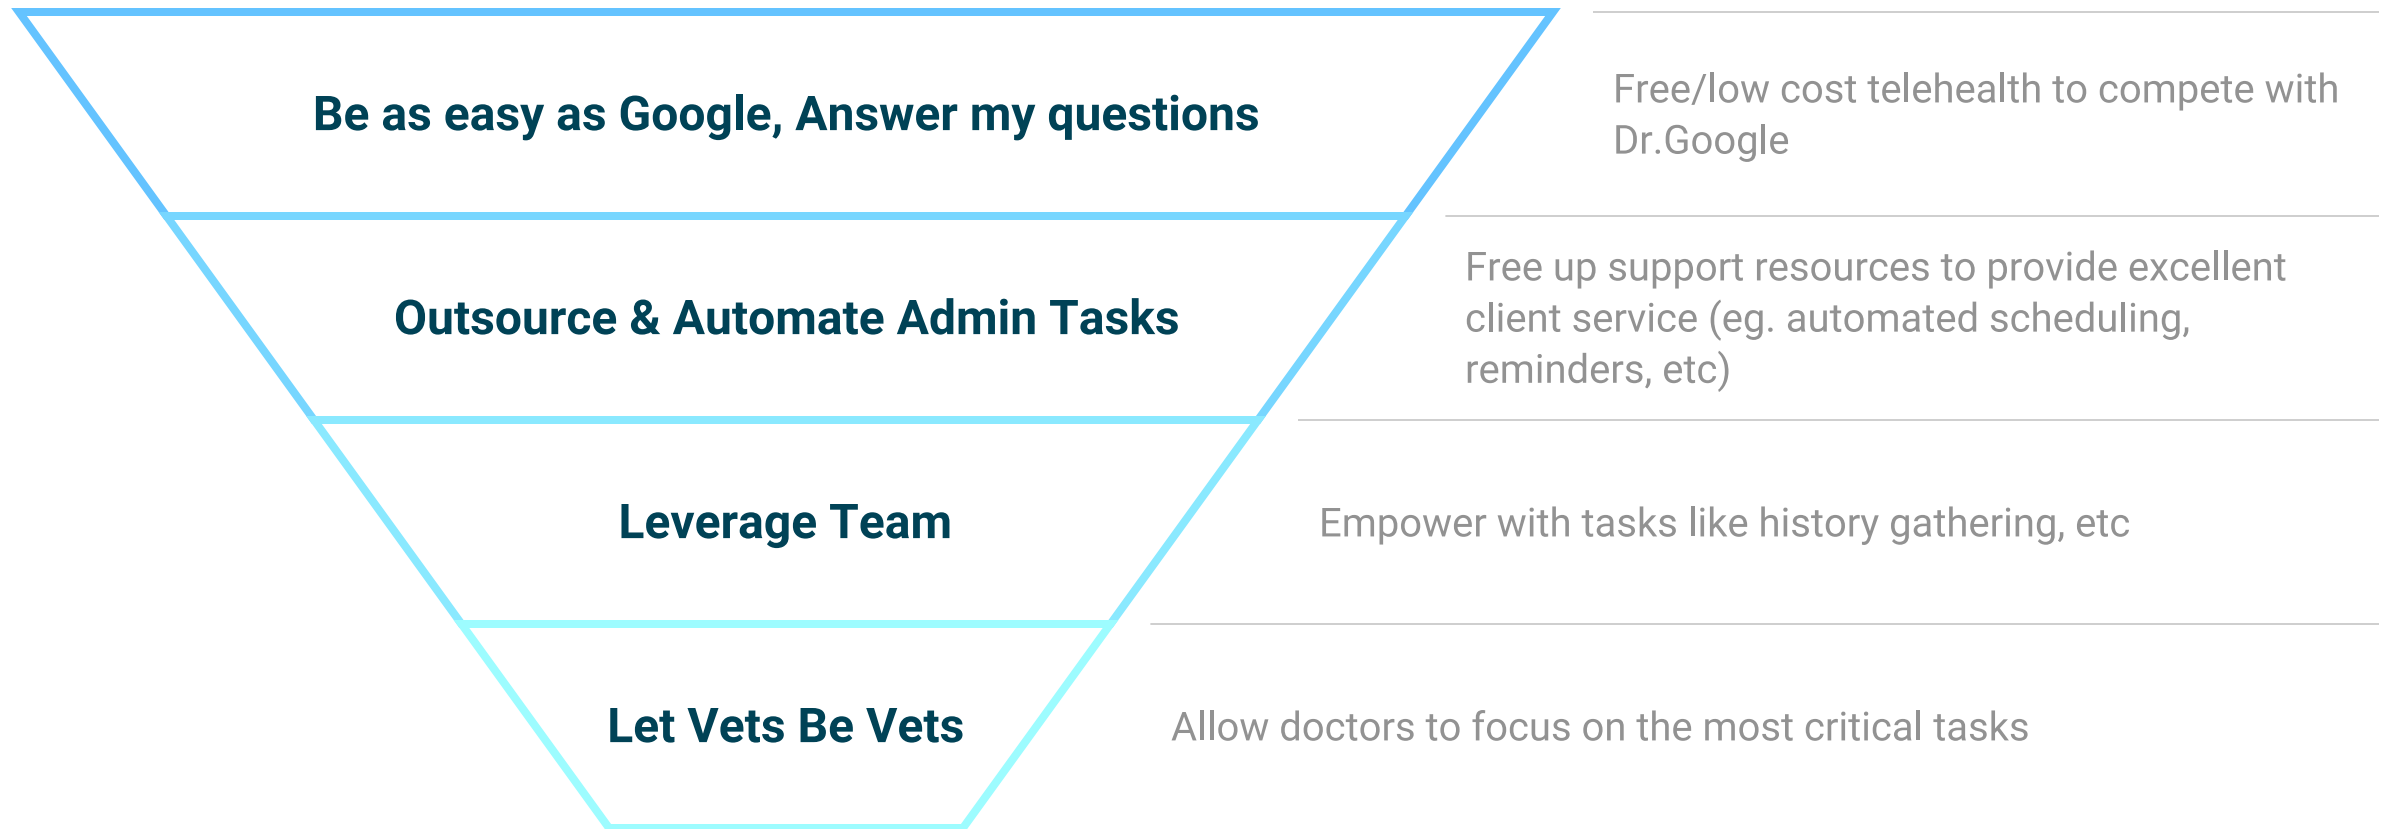 Be as easy as Google, Answer my questions
Free/low cost telehealth to compete with
Dr.Google
Outsource & Automate Admin Tasks
Free up support resources to provide excellent
client service (eg. automated scheduling,
reminders, etc)
Leverage Team
Empower with tasks like history gathering, etc
Let Vets Be Vets
Allow doctors to focus on the most critical tasks